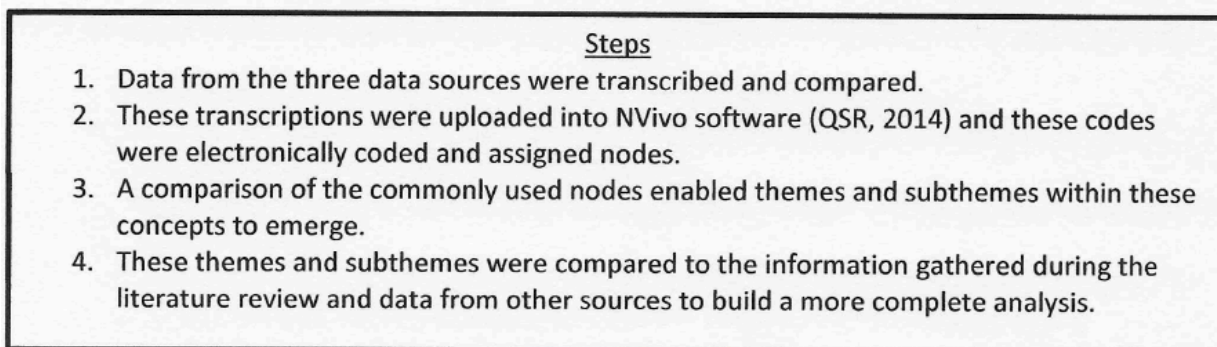 Steps
1. Data from the three data sources were transcribed and compared.
2. These transcriptions were uploaded into NVivo software (QSR, 2014) and these codes
were electronically coded and assigned nodes.
3. A comparison of the commonly used nodes enabled themes and subthemes within these
concepts to emerge.
4. These themes and subthemes were compared to the information gathered during the
literature review and data from other sources to build a more complete analysis.